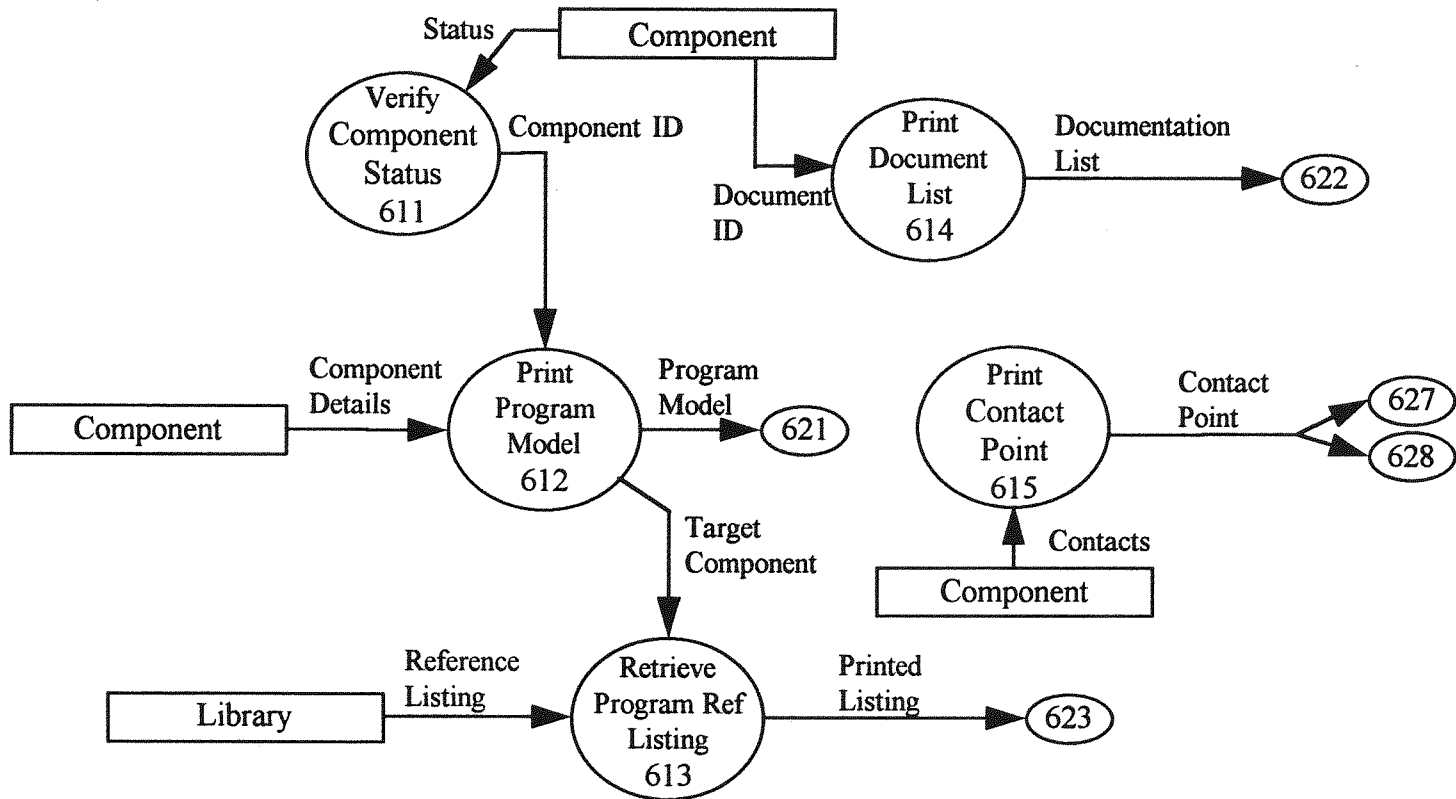 Status
Component
Verify
Component
Status
611
Component ID
Print
Document
List
614
Documentation
List
622
Document
ID
Component
Details
Component
Print
Program
Model
612
Program
Model
621
Print
Contact
Point
615
Contact
Point
627
628
Target
Component
Contacts
Component
Reference
Listing
Library
Retrieve
Program Ref
Listing
613
Printed
Listing
623